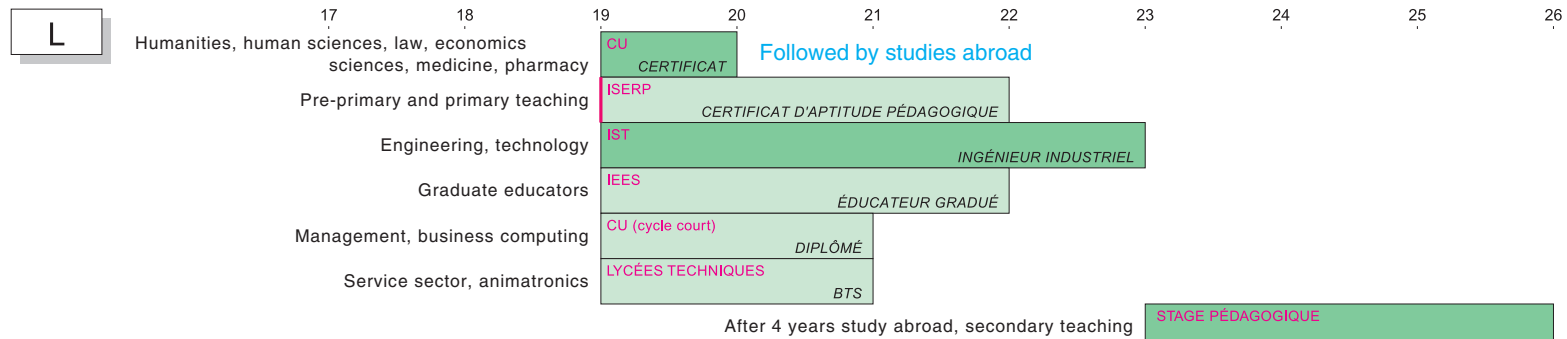 17 18 19 20 21 22 23 24 25 26
L
Humanities, human sciences, law, economics
sciences, medicine, pharmacy
CU
CERTIFICAT
Followed by studies abroad
Pre-primary and primary teaching
ISERP
CERTIFICAT D'APTITUDE PÉDAGOGIQUE
Engineering, technology
IST
INGÉNIEUR INDUSTRIEL
Graduate educators
IEES
ÉDUCATEUR GRADUÉ
Management, business computing
CU (cycle court)
DIPLÔMÉ
Service sector, animatronics
LYCÉES TECHNIQUES
BTS
After 4 years study abroad, secondary teaching
STAGE PÉDAGOGIQUE